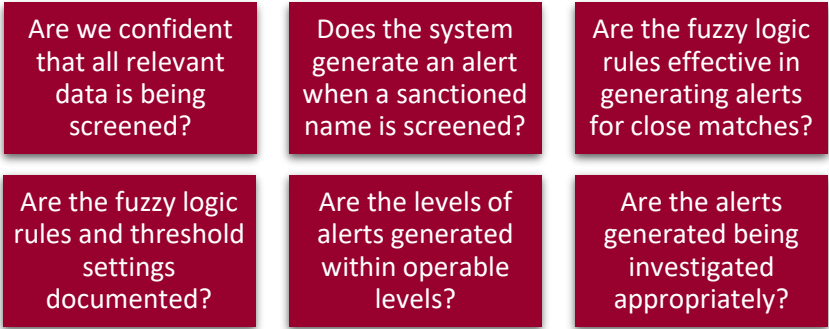 Are we confident
that all relevant
data is being
screened?
Does the system
generate an alert
when a sanctioned
name is screened?
Are the fuzzy logic
rules effective in
generating alerts
for close matches?
Are the fuzzy logic
rules and threshold
settings
documented?
Are the levels of
alerts generated
within operable
levels?
Are the alerts
generated being
investigated
appropriately?